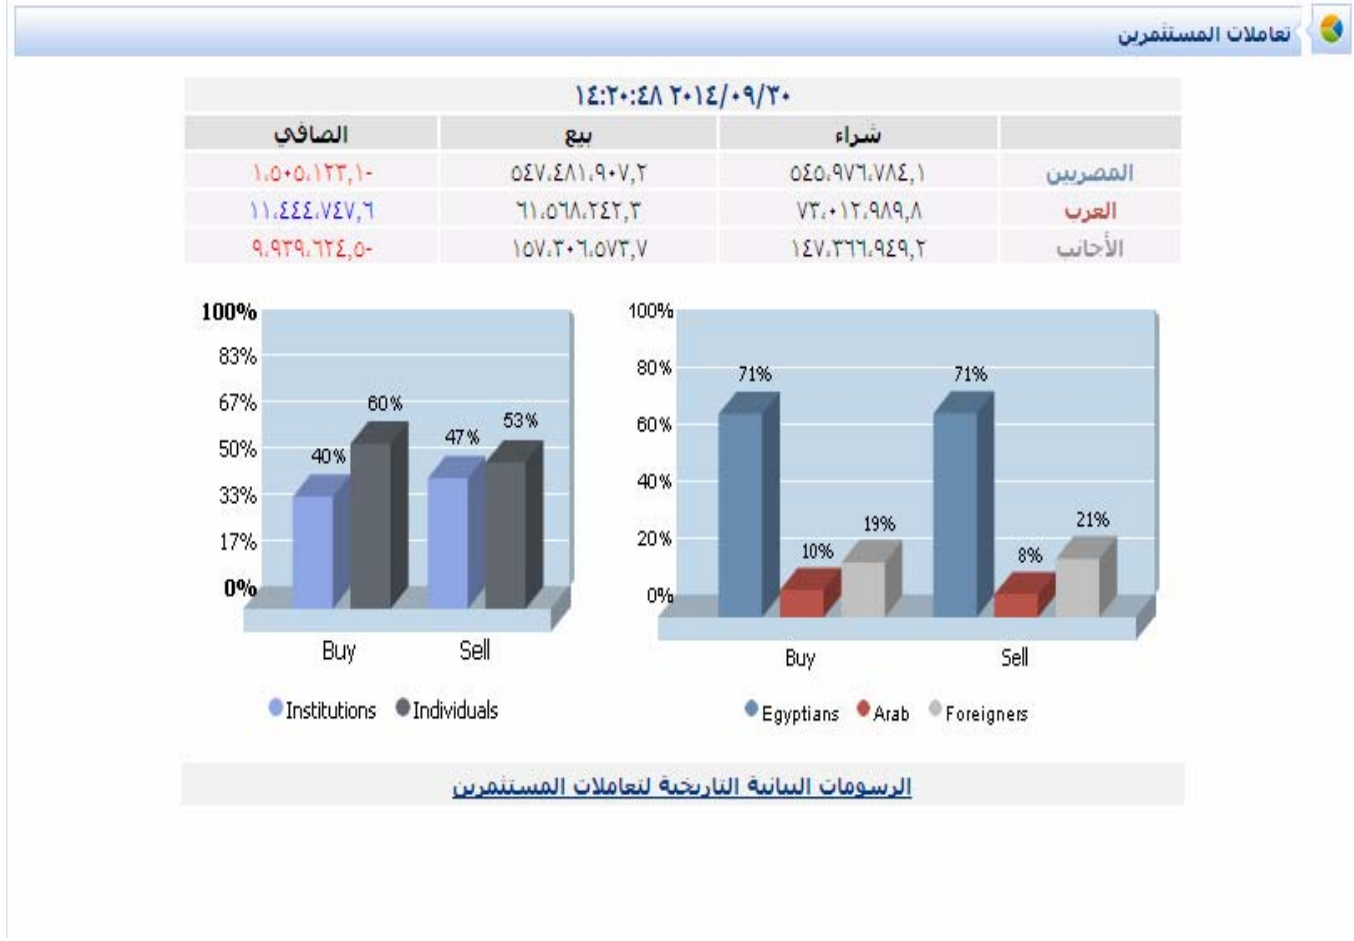 تعاملات المستثمرين
٢٠١٤/٠٩/٣٠ ١٤:٢٠:٤٨
شراء بيع الصافي
المصريين ٥٤٥،٩٧٦،٧٨٤,١ ٥٤٧،٤٨١،٩٠٧,٢ -١،٥٠٥،١٢٣,١
العرب ٧٣،٠١٢،٩٨٩,٨ ٦١،٥٦٨،٢٤٢,٣ ١١،٤٤٤،٧٤٧,٦
الأجانب ١٤٧،٣٦٦،٩٤٩,٢ ١٥٧،٣٠٦،٥٧٣,٧ -٩،٩٣٩،٦٢٤,٥
100%
83%
67%
50%
33%
17%
0%
40% 60% 47% 53%
Buy Sell
Institutions Individuals
100%
80%
60%
40%
20%
0%
71% 10% 19% 71% 8% 21%
Buy Sell
Egyptians Arab Foreigners
الرسومات البيانية التاريخية لتعاملات المستثمرين